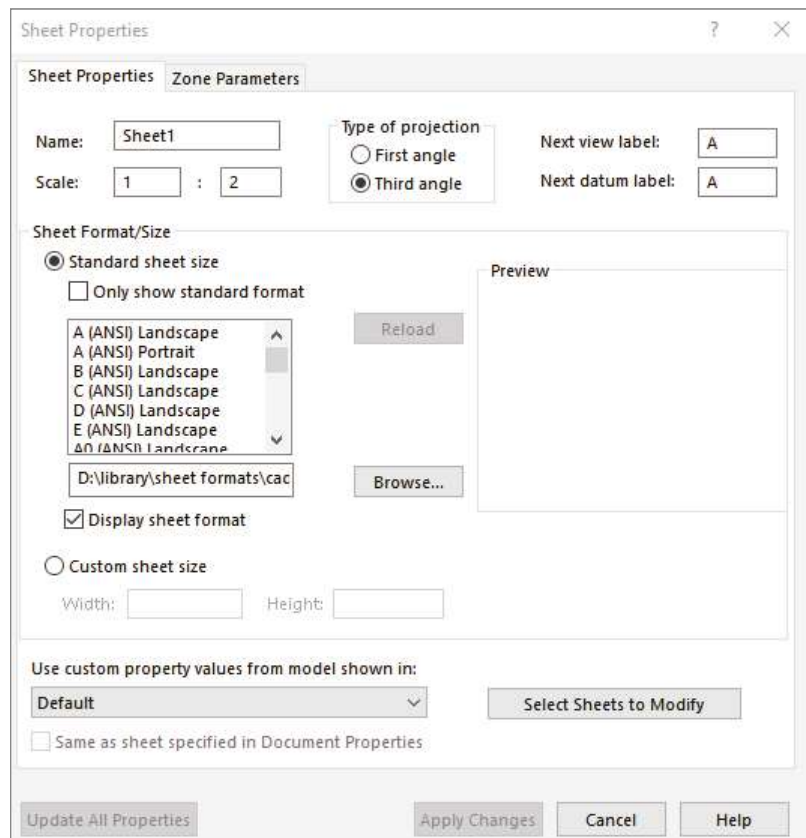 Sheet Properties ?
Sheet Properties Zone Parameters
Name: Sheet1
Scale: 1 : 2
Type of projection
First angle
Third angle
Next view label: A
Next datum label: A
Sheet Format/Size
Standard sheet size
Only show standard format
A (ANSI) Landscape
A (ANSI) Portrait
B (ANSI) Landscape
C (ANSI) Landscape
D (ANSI) Landscape
E (ANSI) Landscape
A0 (ANSI) Landscape
Reload
Preview
D:\library\sheet formats\cac
Browse...
Display sheet format
Custom sheet size
Width: Height:
Use custom property values from model shown in:
Default
Select Sheets to Modify
Same as sheet specified in Document Properties
Update All Properties Apply Changes Cancel Help